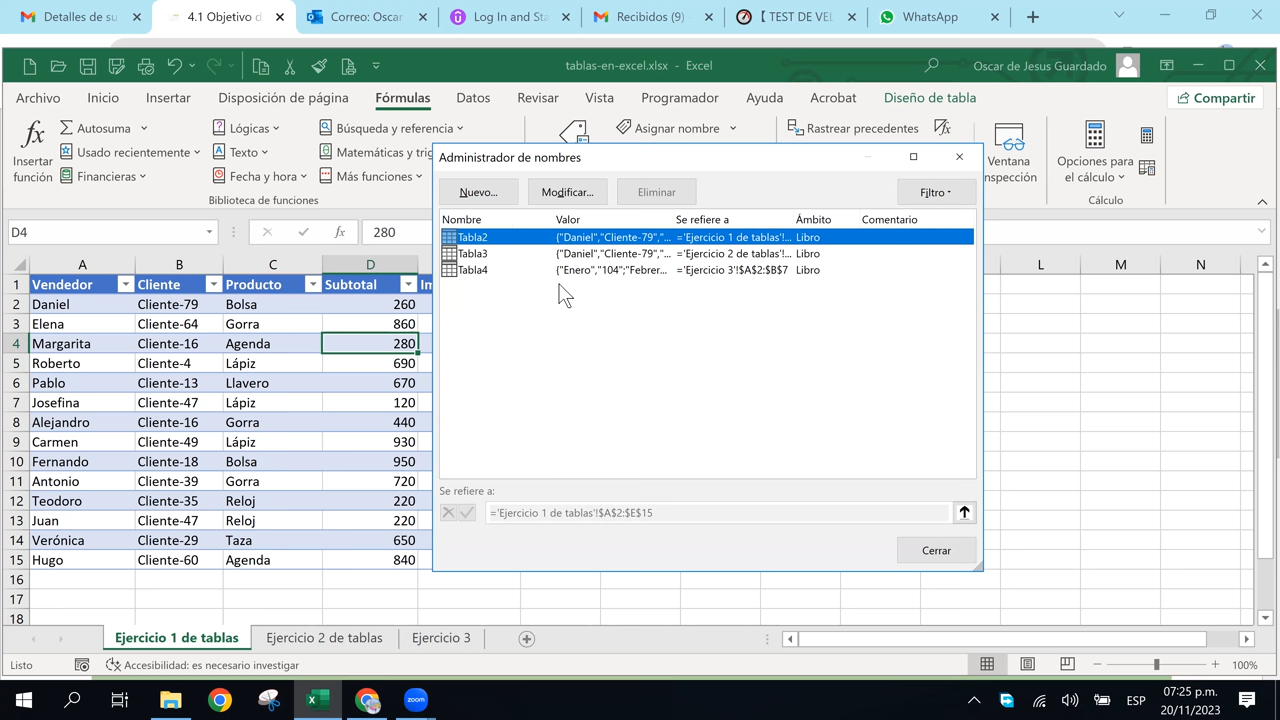 Detalles de su
4.1 Objetivo d
Correo: Oscar
Log In and Sta
Recibidos (9)
【 TEST DE VEL
WhatsApp
tablas-en-excel.xlsx - Excel
Oscar de Jesus Guardado
Archivo Inicio Insertar Disposición de página Fórmulas Datos Revisar Vista Programador Acrobat Ayuda Diseño de tabla
Compartir
Insertar función
Autosuma
Usado recientemente
Financieras
Lógicas
Texto
Fecha y hora
Búsqueda y referencia
Matemáticas y trig
Más funciones
Biblioteca de funciones
Asignar nombre
Rastrear precedentes
Ventana
Inspección
Opciones para
el cálculo
Cálculo
Administrador de nombres
Nuevo... Modificar... Eliminar Filtro
Nombre Valor Se refiere a Ámbito Comentario
Tabla2 {"Daniel","Cliente-79","... ='Ejercicio 1 de tablas'!... Libro
Tabla3 {"Daniel","Cliente-79","... ='Ejercicio 2 de tablas'!... Libro
Tabla4 {"Enero","104";"Febrer... ='Ejercicio 3'!$A$2:$B$7 Libro
Se refiere a:
='Ejercicio 1 de tablas'!$A$2:$E$15
Cerrar
D4 fx 280
A B C D L M N
1 Vendedor Cliente Producto Subtotal Im
2 Daniel Cliente-79 Bolsa 260
3 Elena Cliente-64 Gorra 860
4 Margarita Cliente-16 Agenda 280
5 Roberto Cliente-4 Lápiz 690
6 Pablo Cliente-13 Llavero 670
7 Josefina Cliente-47 Lápiz 120
8 Alejandro Cliente-16 Gorra 440
9 Carmen Cliente-49 Lápiz 930
10 Fernando Cliente-18 Bolsa 950
11 Antonio Cliente-39 Gorra 720
12 Teodoro Cliente-35 Reloj 220
13 Juan Cliente-47 Reloj 220
14 Verónica Cliente-29 Taza 650
15 Hugo Cliente-60 Agenda 840
16
17
18
Ejercicio 1 de tablas Ejercicio 2 de tablas Ejercicio 3
Listo Accesibilidad: es necesario investigar 100%
zoom
ESP
07:25 p.m.
20/11/2023